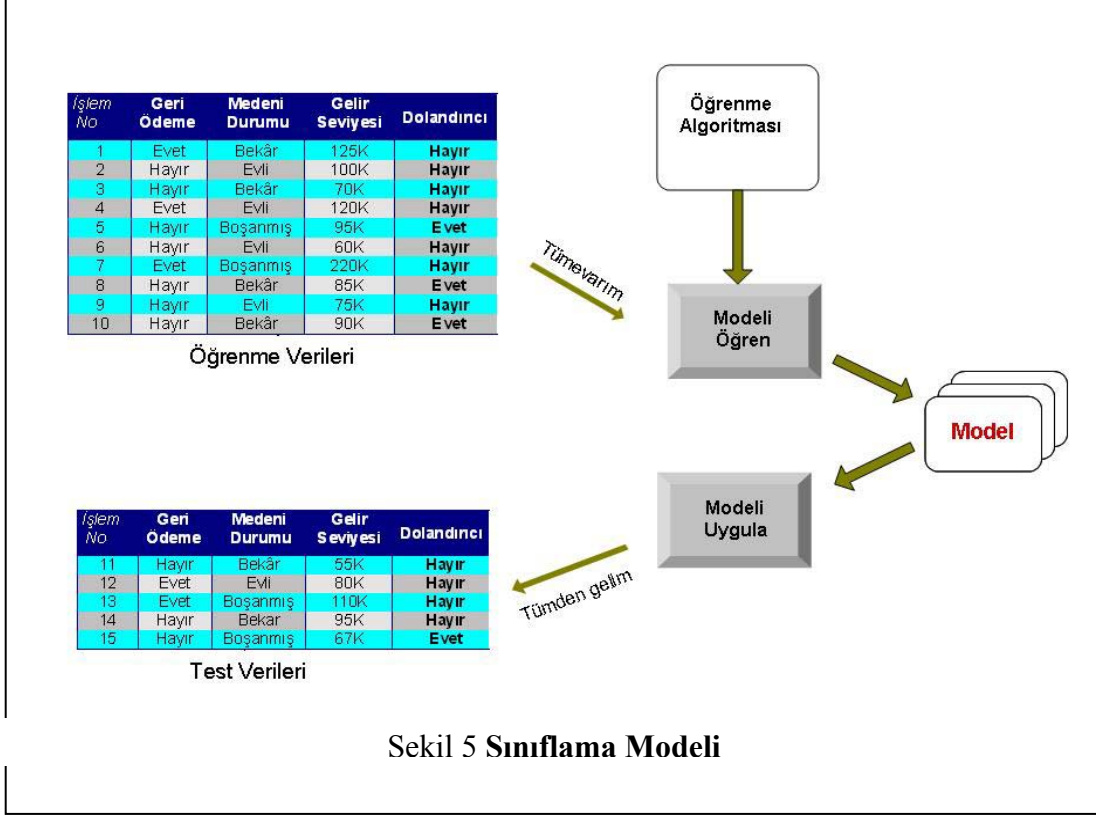 İşlem No Geri Ödeme Medeni Durumu Gelir Seviyesi Dolandırıcı
1 Evet Bekâr 125K Hayır
2 Hayır Evli 100K Hayır
3 Hayır Bekâr 70K Hayır
4 Evet Evli 120K Hayır
5 Hayır Boşanmış 95K Evet
6 Hayır Evli 60K Hayır
7 Evet Boşanmış 220K Hayır
8 Hayır Bekâr 85K Evet
9 Hayır Evli 75K Hayır
10 Hayır Bekâr 90K Evet
Öğrenme Verileri
Öğrenme
Algoritması
Tümevarım
Modeli
Öğren
Model
Modeli
Uygula
Tümden gelim
İşlem No Geri Ödeme Medeni Durumu Gelir Seviyesi Dolandırıcı
11 Hayır Bekâr 55K Hayır
12 Evet Evli 80K Hayır
13 Evet Boşanmış 110K Hayır
14 Hayır Bekar 95K Hayır
15 Hayır Boşanmış 67K Evet
Test Verileri
Sekil 5 Sınıflama Modeli